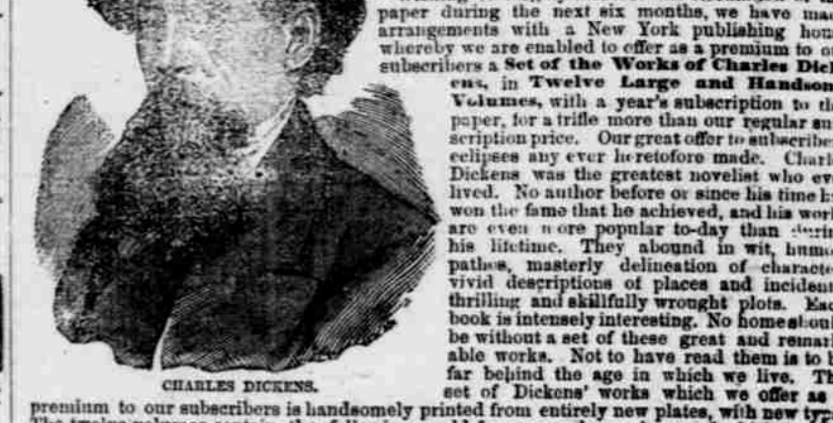 paper during the next six months, we have
arrangements with a New York publishing
whereby we are enabled to offer as a premium to
subscribers a Set of the Works of Charles
ens, in Twelve Large and
Volumes, with a year's subscription to
paper, for a trifle more than our regular
scription price. Our great offer to
eclipses any ever heretofore made.
Dickens was the greatest novelist who
lived. No author before or since his time
won the fame that he achieved, and his
are even more popular to-day than
his lifetime. They abound in wit,
pathos, masterly delineation of
vivid descriptions of places and
thrilling and skillfully wrought plots.
book is intensely interesting. No home
be without a set of these great and
able works. Not to have read them is to
far behind the age in which we live.
CHARLES DICKENS.
set of Dickens' works which we offer as
premium to our subscribers is handsomely printed from entirely new plates, with new